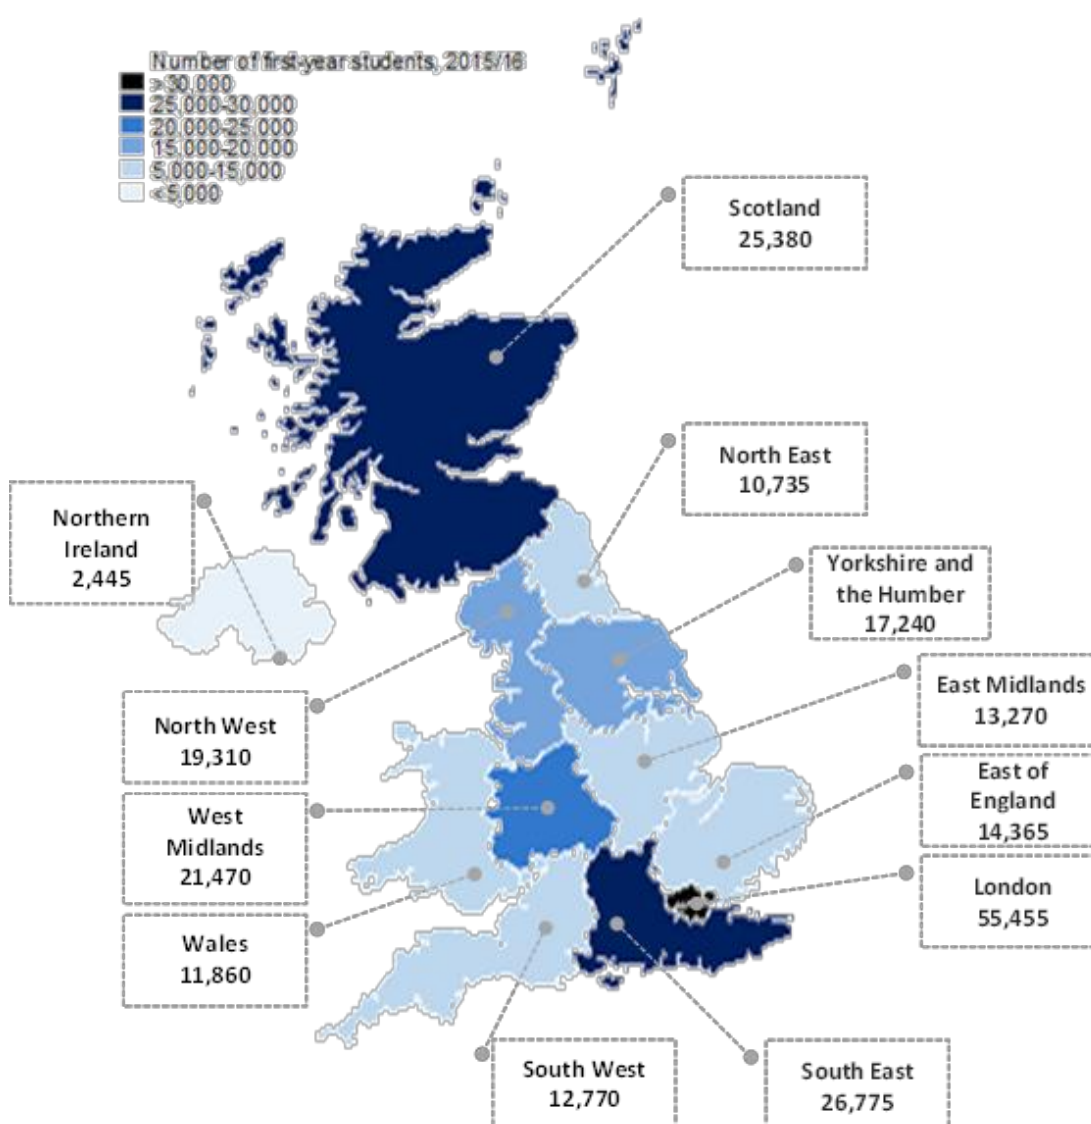 Number of first-year students, 2015/16
>30,000
25,000-30,000
20,000-25,000
15,000-20,000
5,000-15,000
<5,000
Scotland
25,380
North East
10,735
Northern
Ireland
2,445
Yorkshire and
the Humber
17,240
East Midlands
13,270
North West
19,310
East of
England
14,365
West
Midlands
21,470
London
55,455
Wales
11,860
South West
12,770
South East
26,775